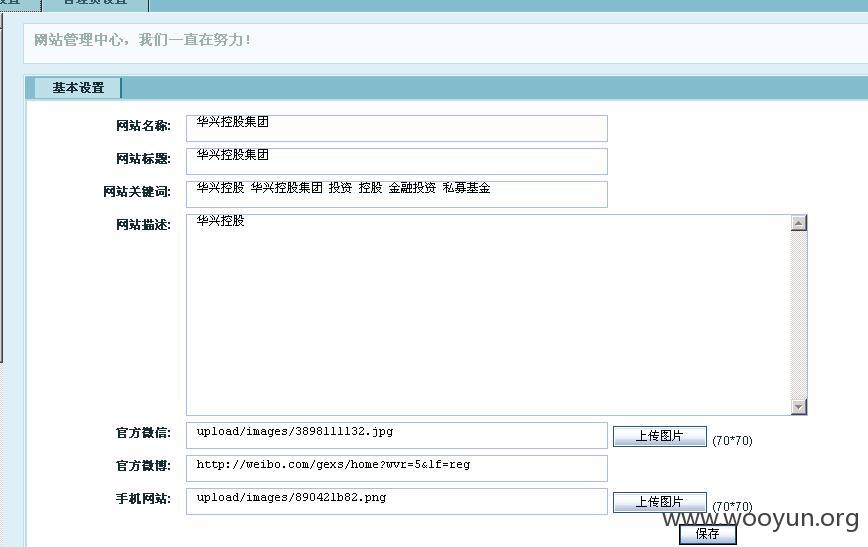 管理员设置
网站管理中心，我们一直在努力！
基本设置
网站名称: 华兴控股集团
网站标题: 华兴控股集团
网站关键词: 华兴控股 华兴控股集团 投资 控股 金融投资 私募基金
网站描述: 华兴控股
官方微信: upload/images/3898111132.jpg 上传图片 (70*70)
官方微博: http://weibo.com/gexs/home?wvr=5&lf=reg
手机网站: upload/images/890421b82.png 上传图片 (70*70)
www.wooyun.org
保存